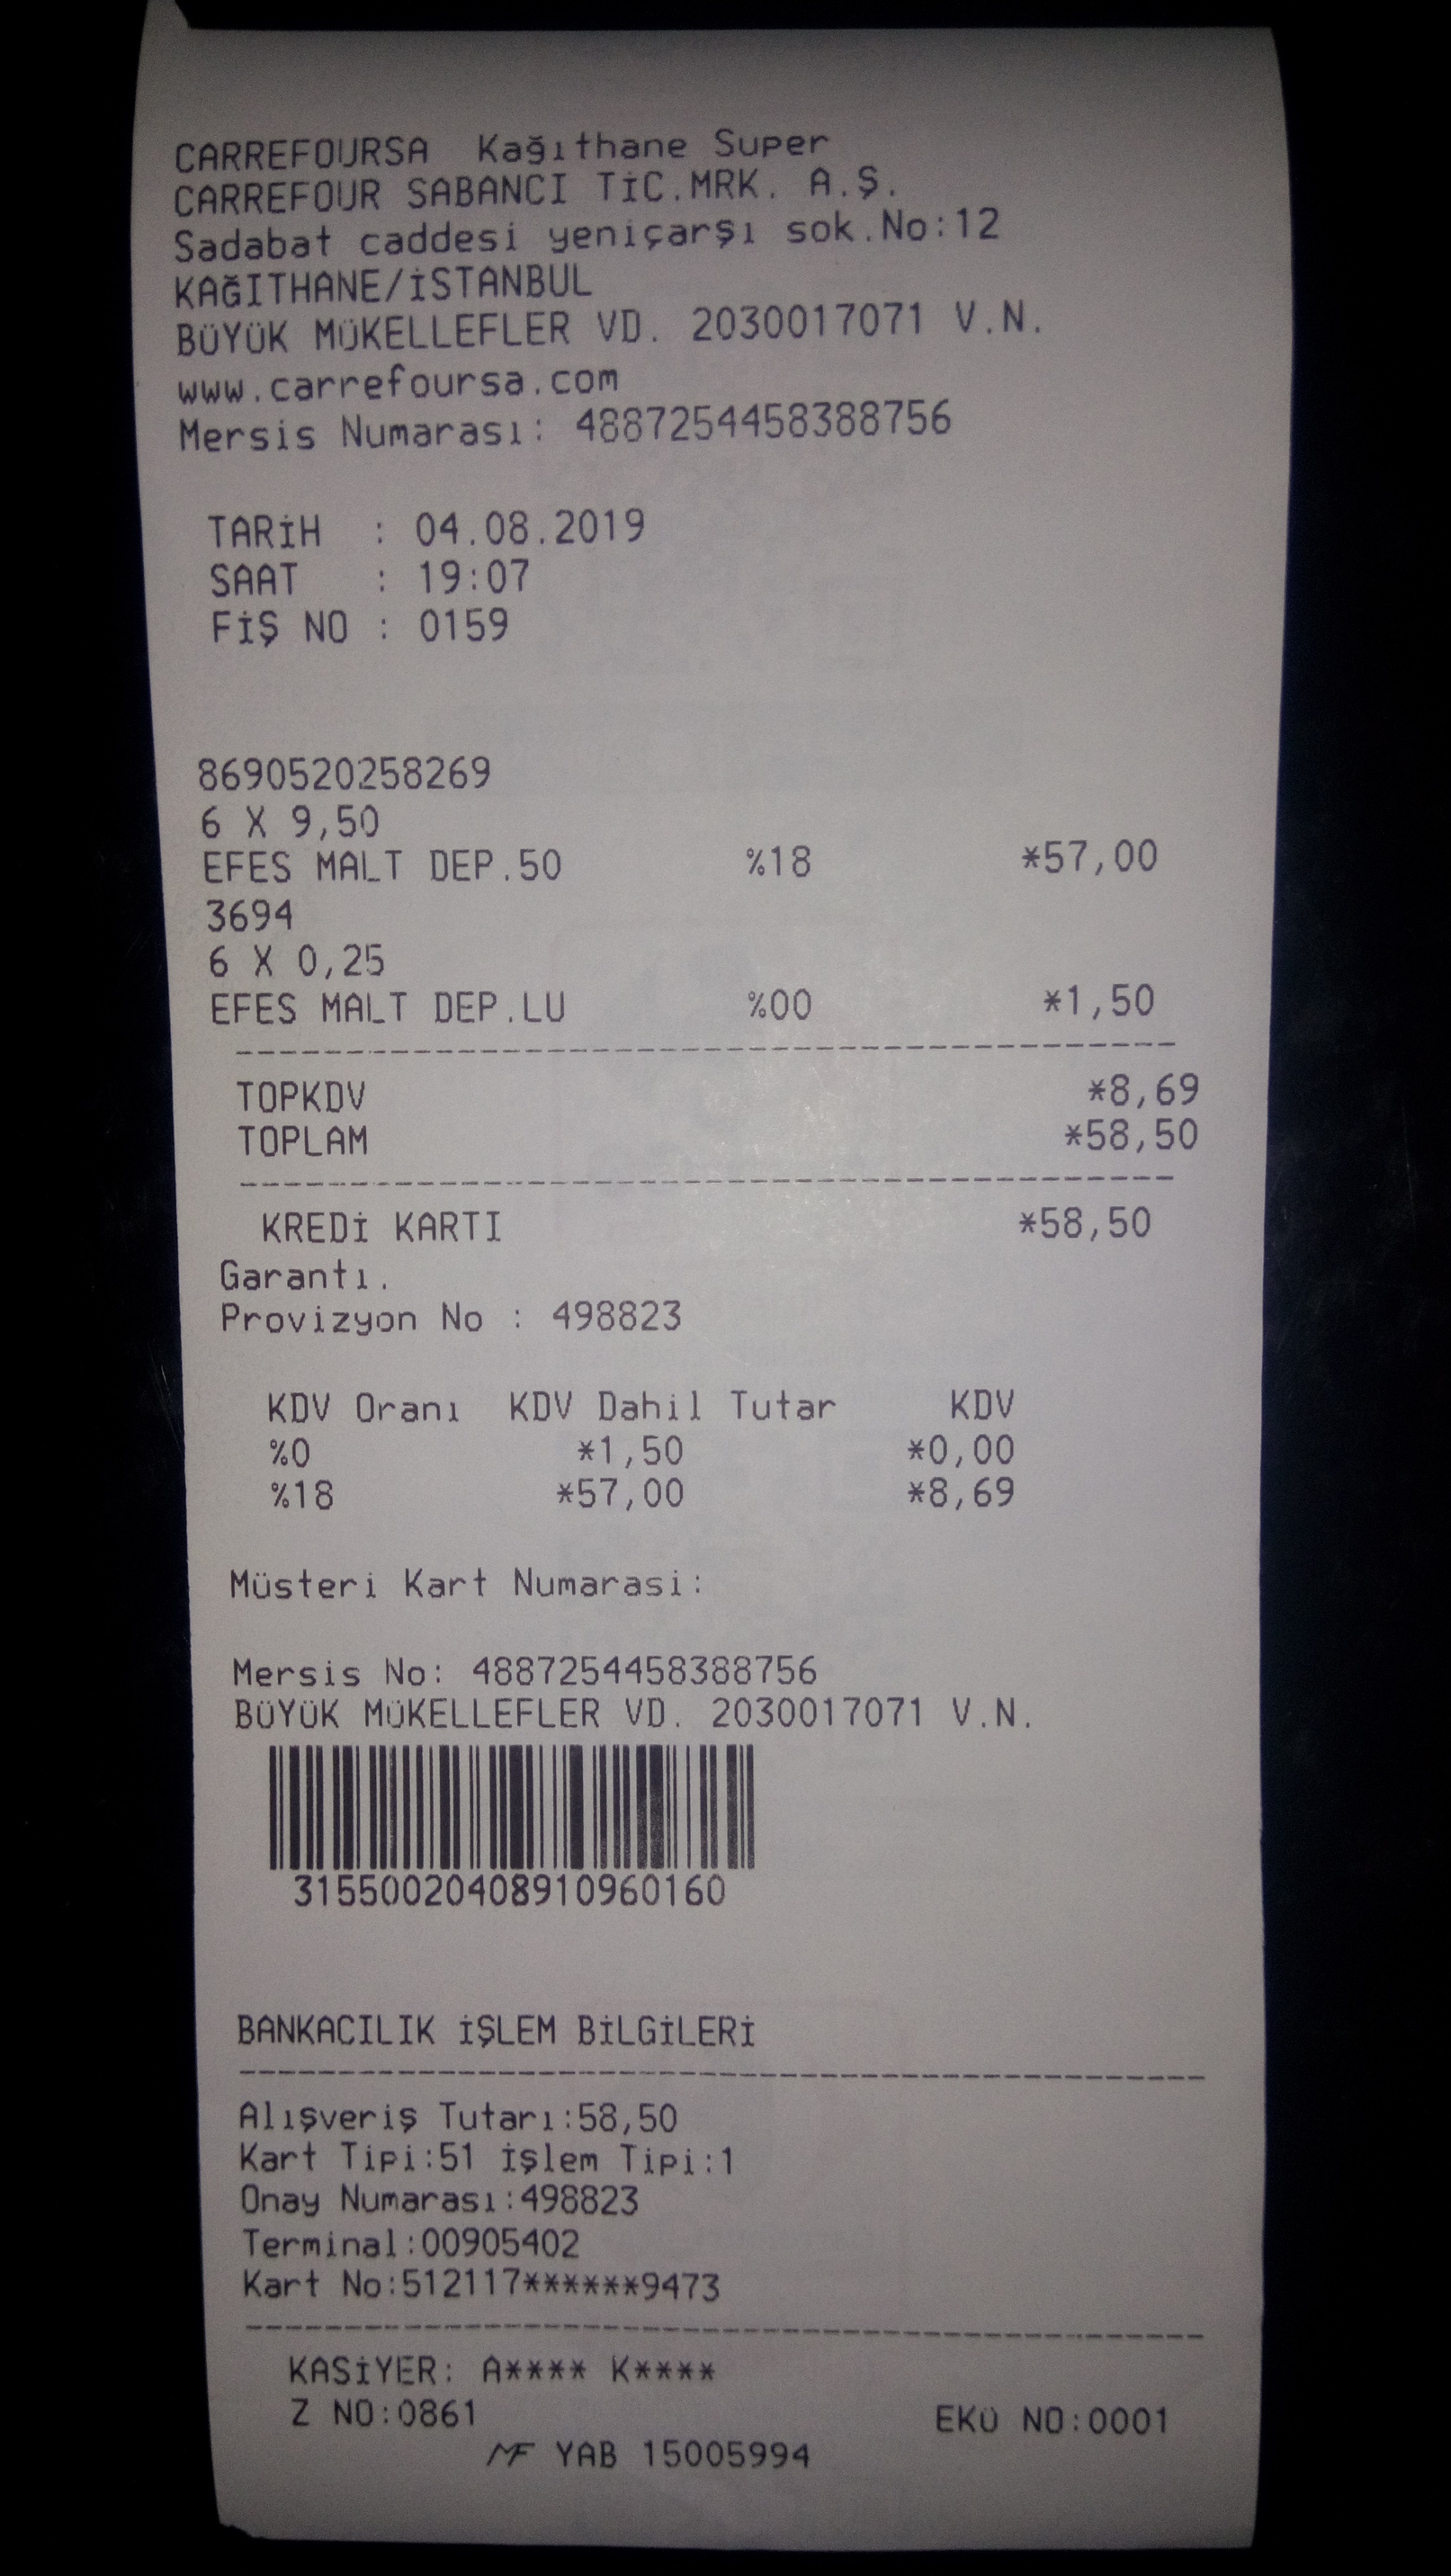 CARREFOURSA Kağıthane Super
CARREFOUR SABANCI TİC.MRK. A.Ş.
Sadabat caddesi yeniçarşı sok.No:12
KAĞITHANE/İSTANBUL
BÜYÜK MÜKELLEFLER VD. 2030017071 V.N.
www.carrefoursa.com
Mersis Numarası: 4887254458388756
TARİH : 04.08.2019
SAAT : 19:07
FİŞ NO : 0159
8690520258269
6 X 9,50
EFES MALT DEP.50 %18 *57,00
3694
6 X 0,25
EFES MALT DEP.LU %00 *1,50
TOPKDV *8,69
TOPLAM *58,50
KREDİ KARTI *58,50
Garantı.
Provizyon No : 498823
KDV Oranı KDV Dahil Tutar KDV
%0 *1,50 *0,00
%18 *57,00 *8,69
Müsteri Kart Numarasi:
Mersis No: 4887254458388756
BÜYÜK MÜKELLEFLER VD. 2030017071 V.N.
31550020408910960160
BANKACILIK İŞLEM BİLGİLERİ
Alışveriş Tutarı:58,50
Kart Tipi:51 İşlem Tipi:1
Onay Numarası:498823
Terminal:00905402
Kart No:512117******9473
KASİYER: A**** K****
Z NO:0861 EKÜ NO:0001
MF YAB 15005994